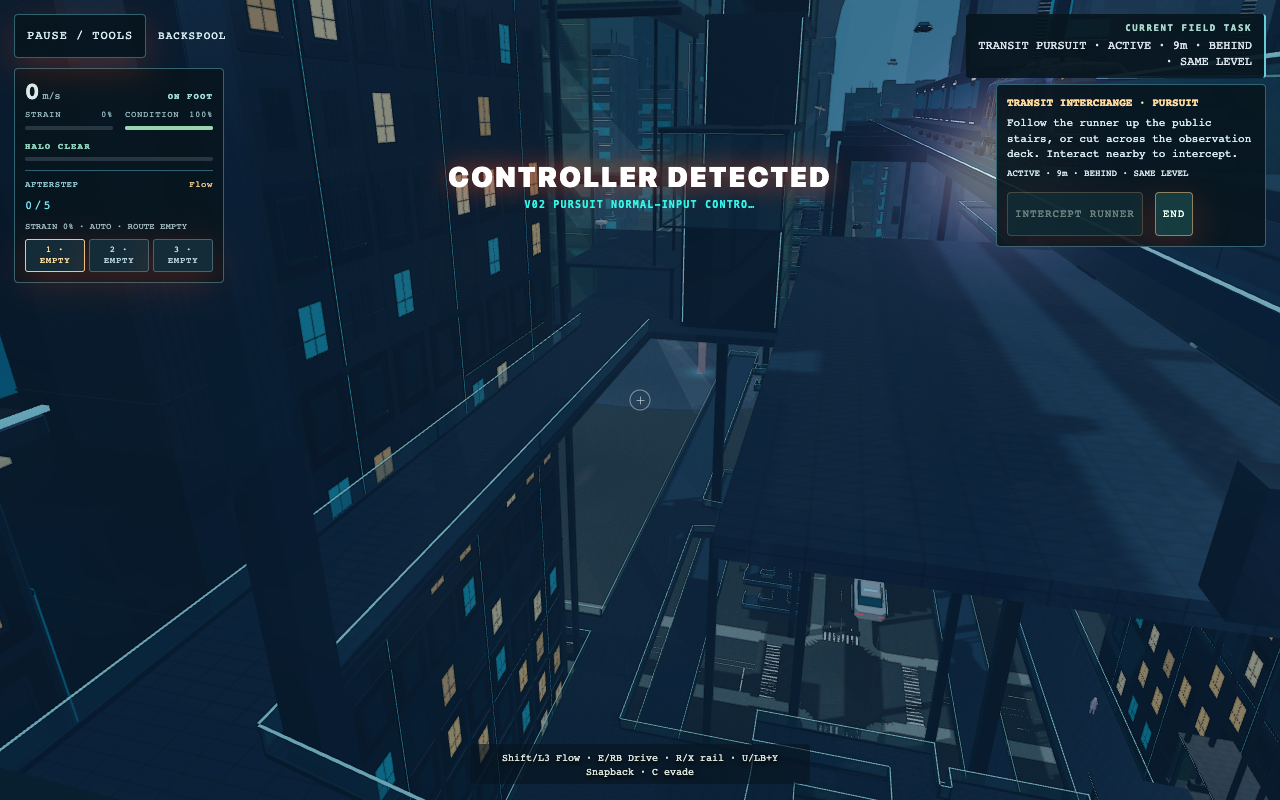 PAUSE / TOOLS
BACKSPOOL
0 m/s
ON FOOT
STRAIN 0%
CONDITION 100%
HALO CLEAR
AFTERSTEP
Flow
0 / 5
STRAIN 0% · AUTO · ROUTE EMPTY
1 ·
EMPTY
2 ·
EMPTY
3 ·
EMPTY
CONTROLLER DETECTED
V02 PURSUIT NORMAL-INPUT CONTRO…
CURRENT FIELD TASK
TRANSIT PURSUIT · ACTIVE · 9m · BEHIND
· SAME LEVEL
TRANSIT INTERCHANGE · PURSUIT
Follow the runner up the public
stairs, or cut across the observation
deck. Interact nearby to intercept.
ACTIVE · 9m · BEHIND · SAME LEVEL
INTERCEPT RUNNER
END
Shift/L3 Flow · E/RB Drive · R/X rail · U/LB+Y
Snapback · C evade